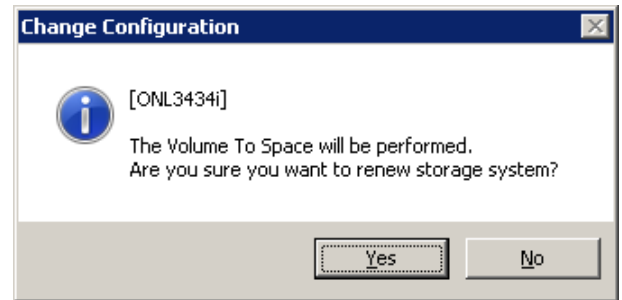 Change Configuration
[ONL3434i]
The Volume To Space will be performed.
Are you sure you want to renew storage system?
Yes
No